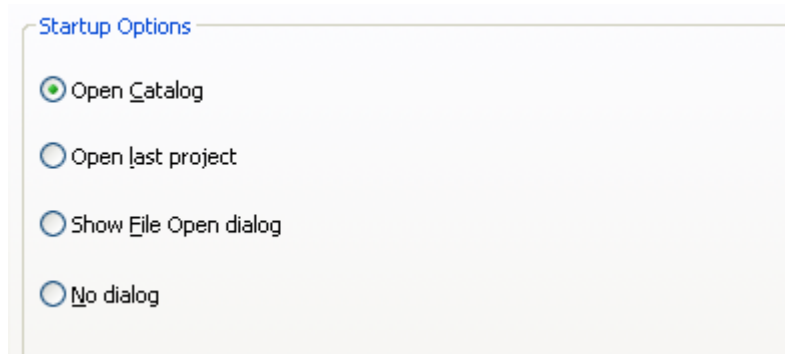 Startup Options
Open Catalog
Open last project
Show File Open dialog
No dialog